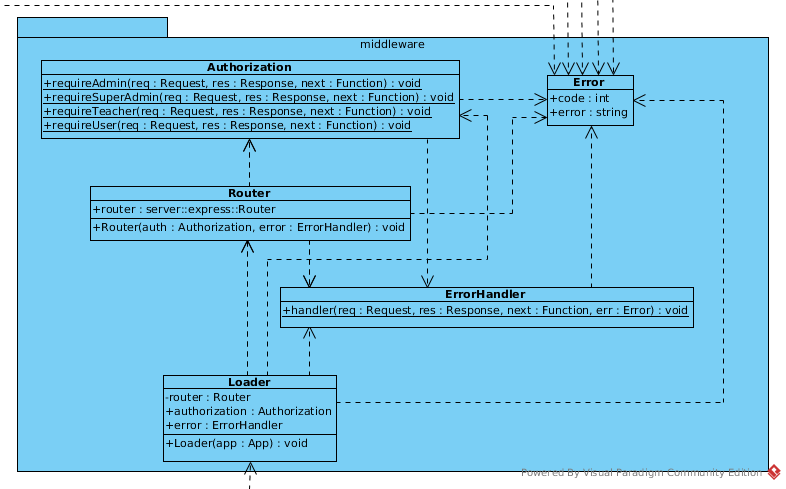 middleware
Authorization
+requireAdmin(req : Request, res : Response, next : Function) : void
+requireSuperAdmin(req : Request, res : Response, next : Function) : void
+requireTeacher(req : Request, res : Response, next : Function) : void
+requireUser(req : Request, res : Response, next : Function) : void
Error
+code : int
+error : string
Router
+router : server::express::Router
+Router(auth : Authorization, error : ErrorHandler) : void
ErrorHandler
+handler(req : Request, res : Response, next : Function, err : Error) : void
Loader
-router : Router
+authorization : Authorization
+error : ErrorHandler
+Loader(app : App) : void
Powered By Visual Paradigm Community Edition